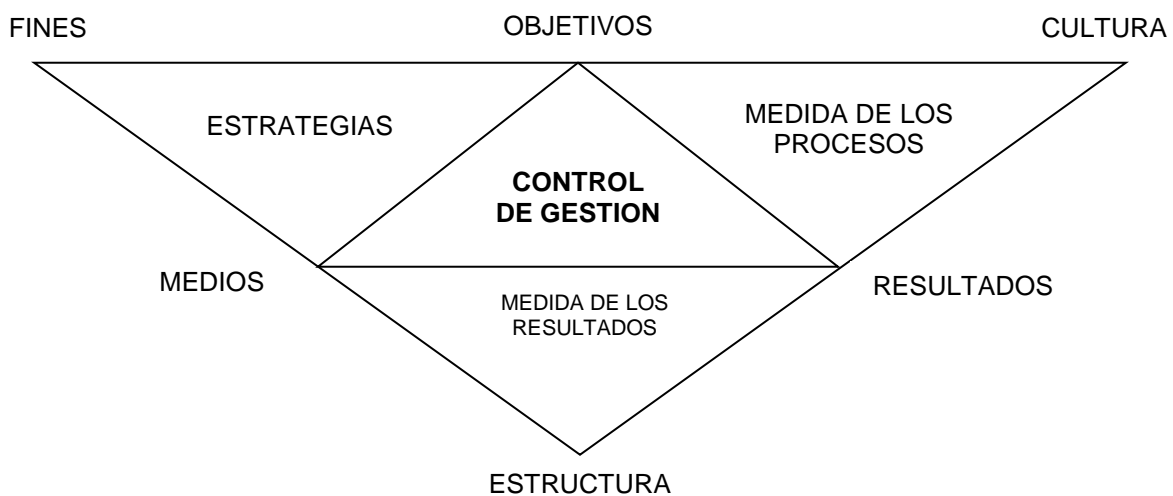 FINES
OBJETIVOS
CULTURA
ESTRATEGIAS
MEDIDA DE LOS
PROCESOS
CONTROL
DE GESTION
MEDIOS
RESULTADOS
MEDIDA DE LOS
RESULTADOS
ESTRUCTURA